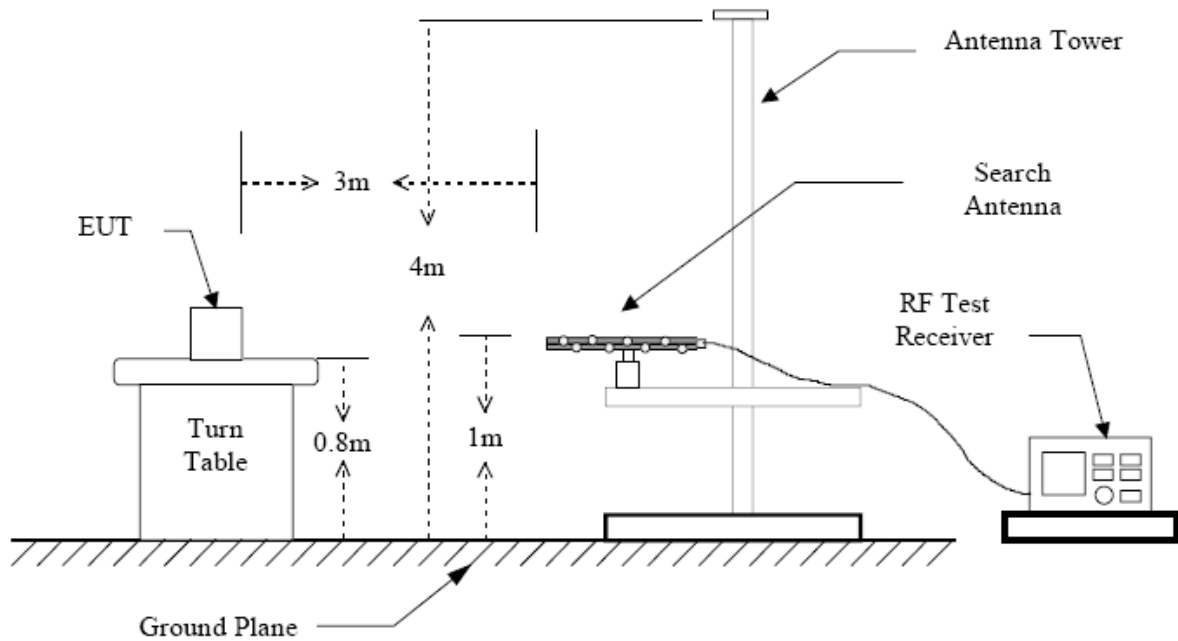 Antenna Tower
3m
Search
Antenna
EUT
4m
RF Test
Receiver
Turn
Table
0.8m
1m
Ground Plane